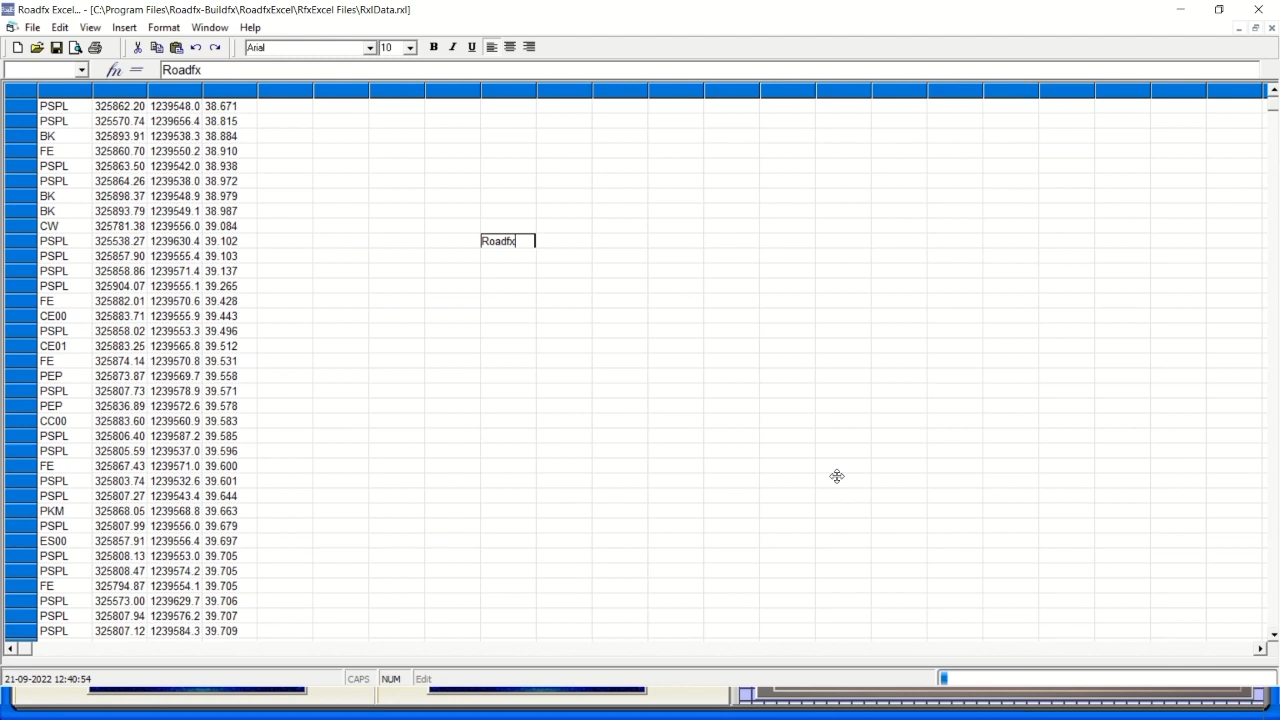 Roadfx Excel... - [C:\Program Files\Roadfx-Buildfx\RoadfxExcel\RfxExcel Files\RxlData.rxl]
File Edit View Insert Format Window Help
Arial 10 B I U
fx = Roadfx
PSPL 325862.20 1239548.0 38.671
PSPL 325570.74 1239656.4 38.815
BK 325893.91 1239538.3 38.884
FE 325860.70 1239550.2 38.910
PSPL 325863.50 1239542.0 38.938
PSPL 325864.26 1239538.0 38.972
BK 325898.37 1239548.9 38.979
BK 325893.79 1239549.1 38.987
CW 325781.38 1239556.0 39.084
PSPL 325538.27 1239630.4 39.102 Roadfx
PSPL 325857.90 1239555.4 39.103
PSPL 325858.86 1239571.4 39.137
PSPL 325904.07 1239555.1 39.265
FE 325882.01 1239570.6 39.428
CE00 325883.71 1239555.9 39.443
PSPL 325858.02 1239553.3 39.496
CE01 325883.25 1239565.8 39.512
FE 325874.14 1239570.8 39.531
PEP 325873.87 1239569.7 39.558
PSPL 325807.73 1239578.9 39.571
PEP 325836.89 1239572.6 39.578
CC00 325883.60 1239560.9 39.583
PSPL 325806.40 1239587.2 39.585
PSPL 325805.59 1239537.0 39.596
FE 325867.43 1239571.0 39.600
PSPL 325803.74 1239532.6 39.601
PSPL 325807.27 1239543.4 39.644
PKM 325868.05 1239568.8 39.663
PSPL 325807.99 1239556.0 39.679
ES00 325857.91 1239556.4 39.697
PSPL 325808.13 1239553.0 39.705
PSPL 325808.47 1239574.2 39.705
FE 325794.87 1239554.1 39.705
PSPL 325573.00 1239629.7 39.706
PSPL 325807.94 1239576.2 39.707
PSPL 325807.12 1239584.3 39.709
21-09-2022 12:40:54 CAPS NUM Edit